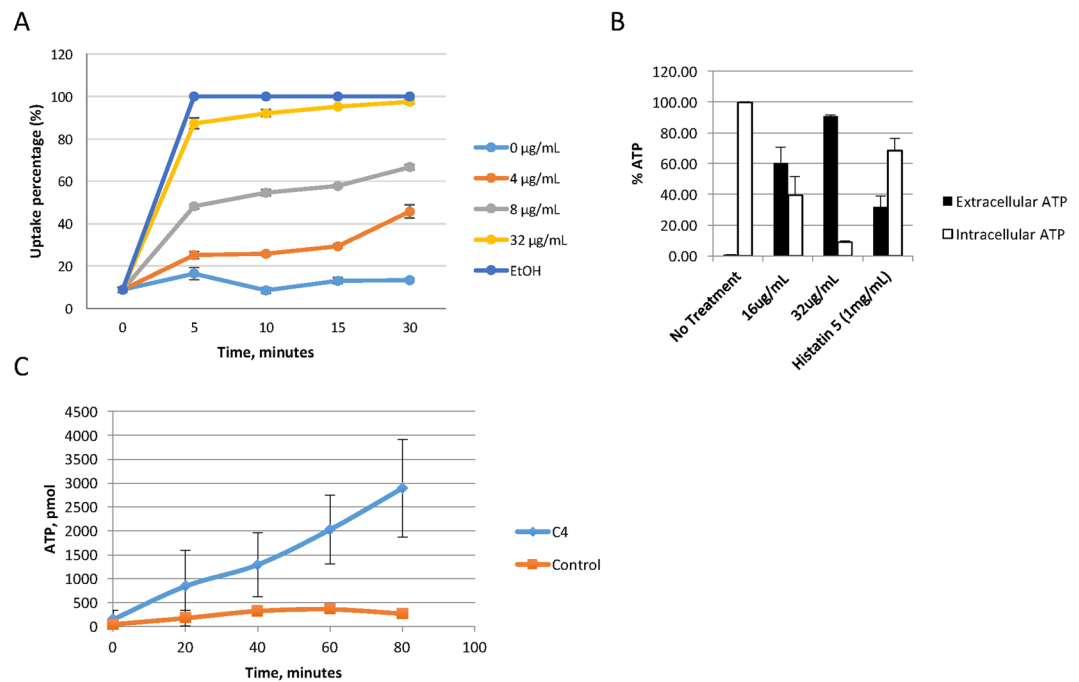 A
120
100
80
60
40
20
0
Uptake percentage (%)
0 5 10 15 30
Time, minutes
0 µg/mL
4 µg/mL
8 µg/mL
32 µg/mL
EtOH
B
120.00
100.00
80.00
60.00
40.00
20.00
0.00
% ATP
No Treatment
16ug/mL
32ug/mL
Histatin 5 (1mg/mL)
Extracellular ATP
Intracellular ATP
C
4500
4000
3500
3000
2500
2000
1500
1000
500
0
ATP, pmol
0 20 40 60 80 100
Time, minutes
C4
Control